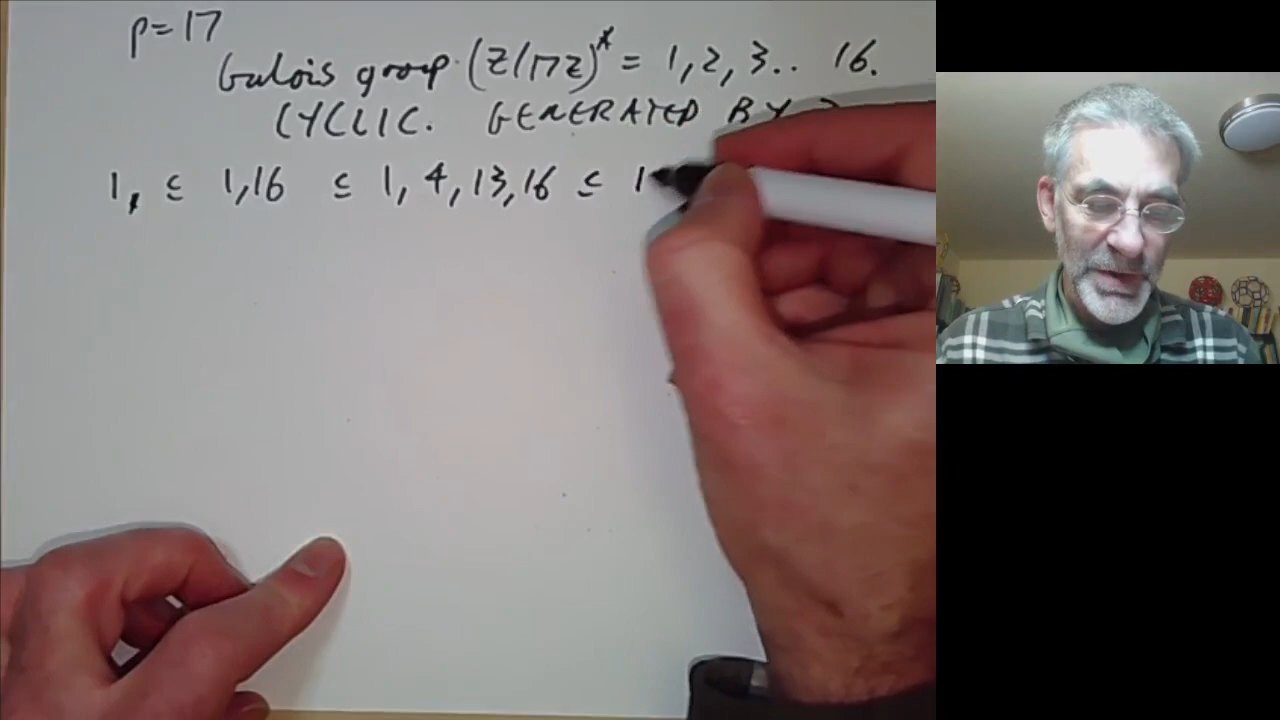 p=17
Galois group (Z/17Z)* = 1,2,3.. 16.
CYCLIC. GENERATED BY
1, ≤ 1,16 ≤ 1,4,13,16 ≤ 1